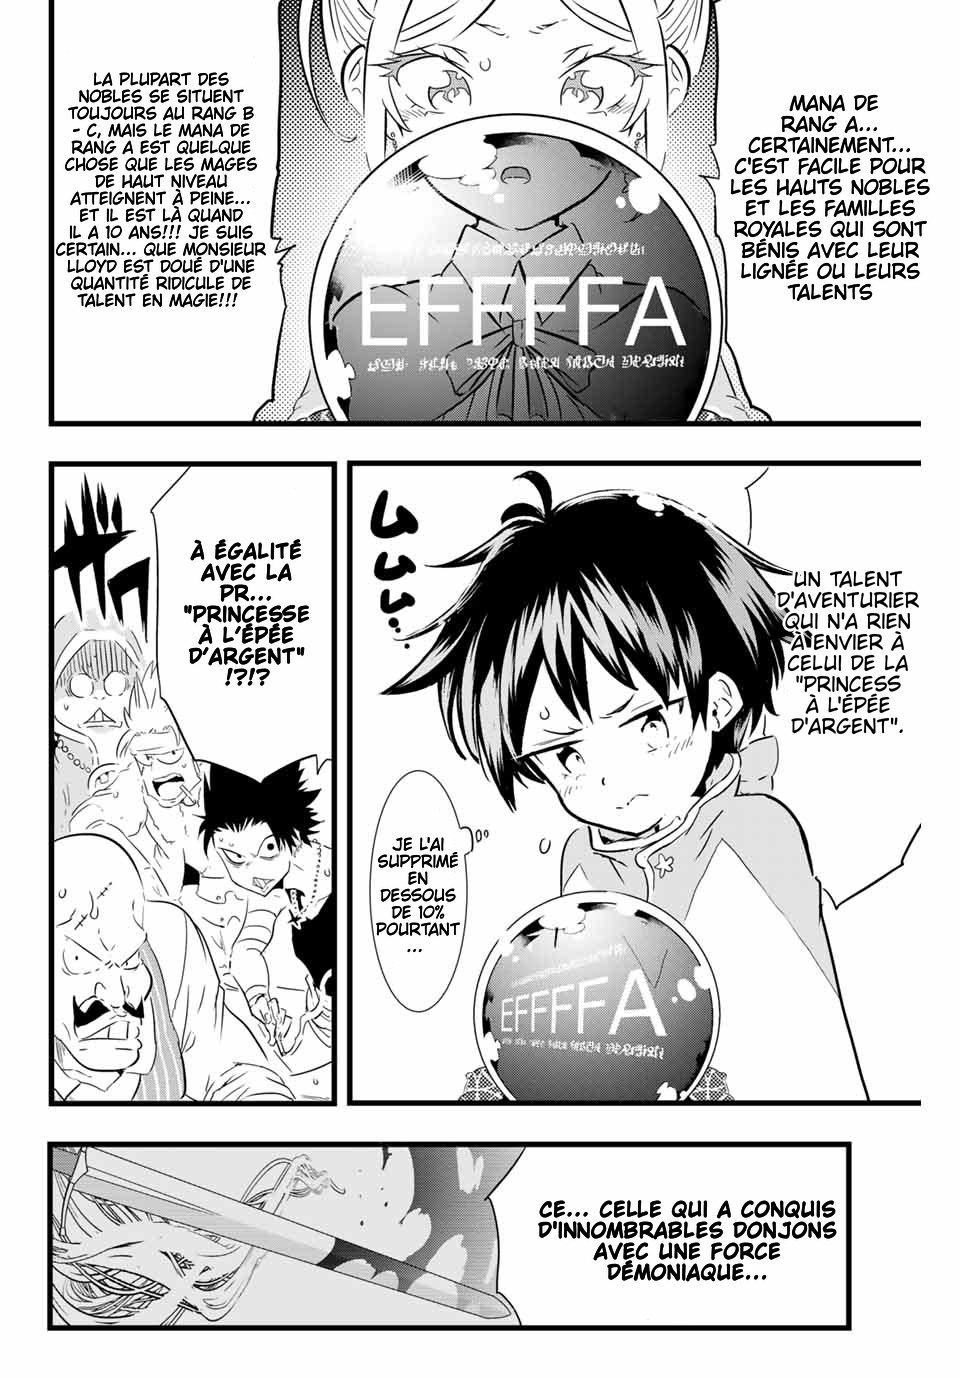 MANA DE
RANG A...
CERTAINEMENT...
C'EST FACILE POUR
LES HAUTS NOBLES
ET LES FAMILLES
ROYALES QUI SONT
BÉNIS AVEC LEUR
LIGNÉE OU LEURS
TALENTS
LA PLUPART DES
NOBLES SE SITUENT
TOUJOURS AU RANG B
- C, MAIS LE MANA DE
RANG A EST QUELQUE
CHOSE QUE LES MAGES
DE HAUT NIVEAU
ATTEIGNENT À PEINE...
ET IL EST LÀ QUAND
IL A 10 ANS!!! JE SUIS
CERTAIN... QUE MONSIEUR
LLOYD EST DOUÉ D'UNE
QUANTITÉ RIDICULE DE
TALENT EN MAGIE!!!
EFFFFA
UN TALENT
D'AVENTURIER
QUI N'A RIEN
À ENVIER À
CELUI DE LA
"PRINCESS
À L'ÉPÉE
D'ARGENT".
ムムム...
JE L'AI
SUPPRIMÉ
EN
DESSOUS
DE 10%
POURTANT
...
EFFFFA
À ÉGALITÉ
AVEC LA
PR...
"PRINCESSE
À L'ÉPÉE
D'ARGENT"
!?!?
CE... CELLE QUI A CONQUIS
D'INNOMBRABLES DONJONS
AVEC UNE FORCE
DÉMONIAQUE...